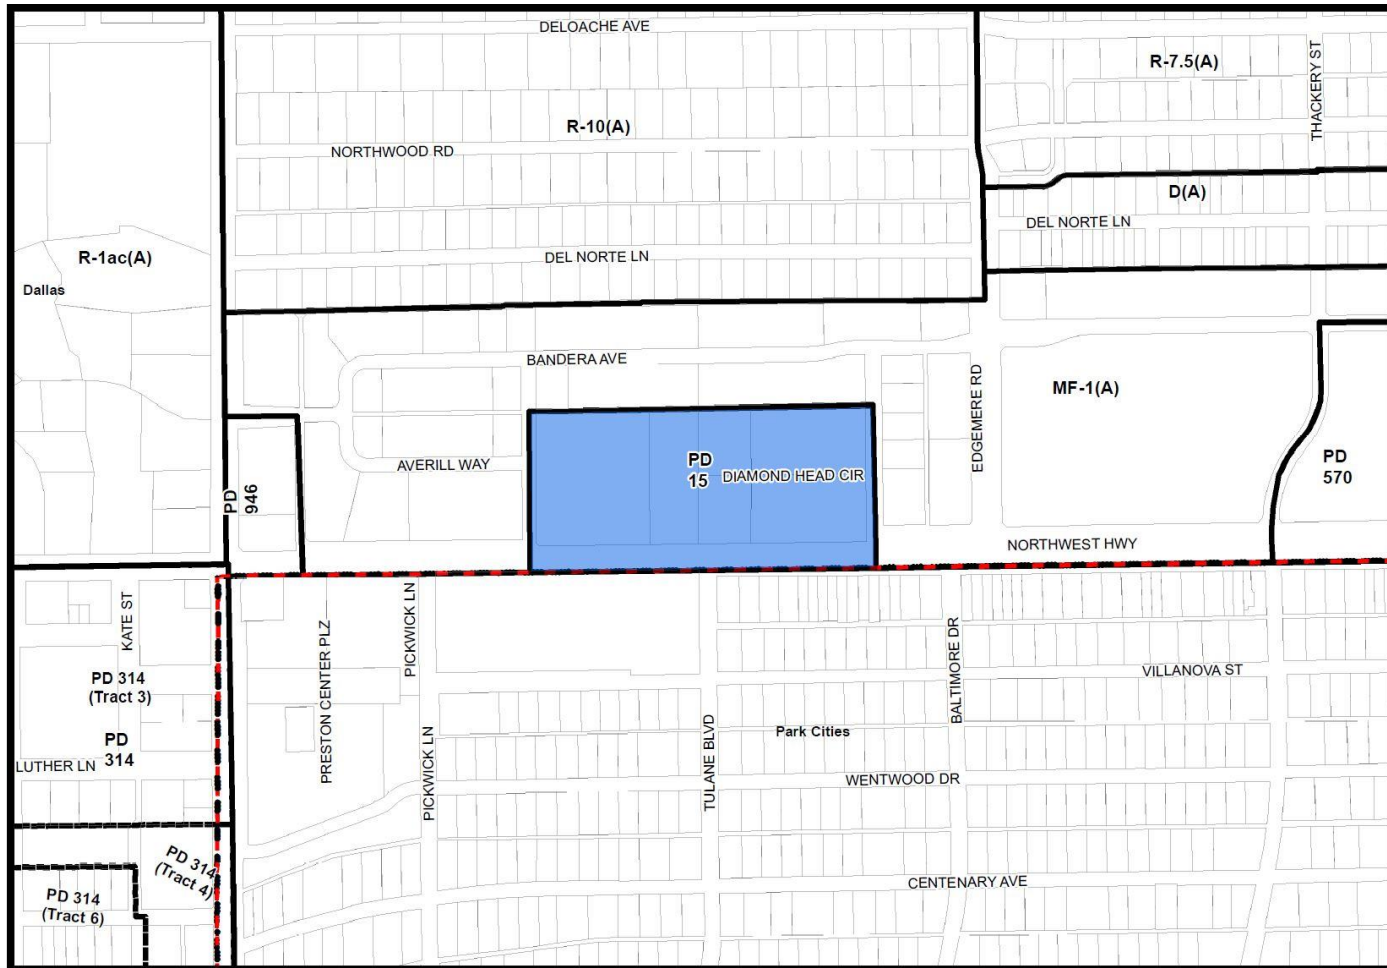 DELOACHE AVE
R-7.5(A)
THACKERY ST
R-10(A)
NORTHWOOD RD
D(A)
DEL NORTE LN
R-1ac(A)
DEL NORTE LN
Dallas
BANDERA AVE
EDGEMERE RD
MF-1(A)
AVERILL WAY
PD
15
DIAMOND HEAD CIR
PD
570
PD
946
NORTHWEST HWY
KATE ST
PICKWICK LN
PRESTON CENTER PLZ
BALTIMORE DR
VILLANOVA ST
PD 314
(Tract 3)
PD
314
LUTHER LN
PICKWICK LN
TULANE BLVD
Park Cities
WENTWOOD DR
PD 314
(Tract 4)
PD 314
(Tract 6)
CENTENARY AVE